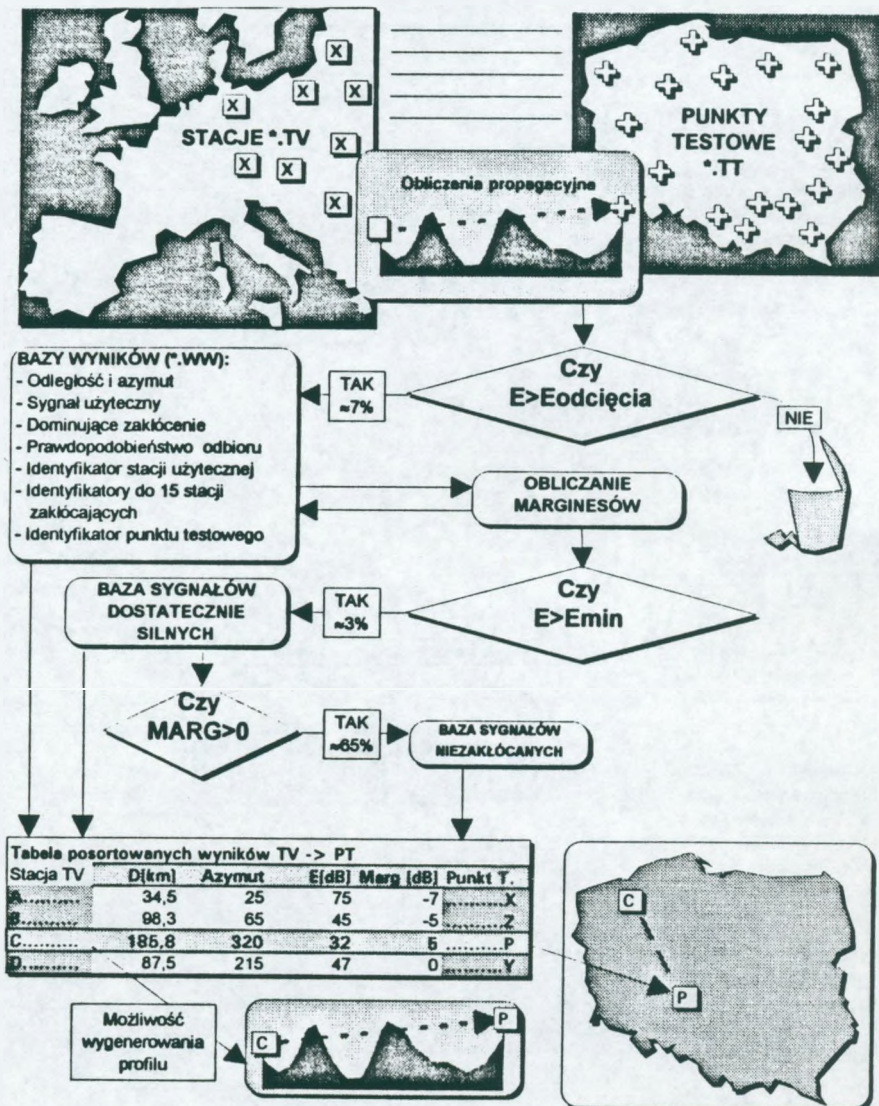 X
X
X
X
X
STACJE *.TV
X
X
X
X
X
PUNKTY
TESTOWE
*.TT
Obliczenia propagacyjne
BAZY WYNIKÓW (*.WW):
- Odległość i azymut
- Sygnał użyteczny
- Dominujące zakłócenie
- Prawdopodobieństwo odbioru
- Identyfikator stacji użytecznej
- Identyfikatory do 15 stacji
zakłócających
- Identyfikator punktu testowego
TAK
≈7%
Czy
E>Eodcięcia
NIE
OBLICZANIE
MARGINESÓW
BAZA SYGNAŁÓW
DOSTATECZNIE
SILNYCH
TAK
≈3%
Czy
E>Emin
Czy
MARG>0
TAK
≈65%
BAZA SYGNAŁÓW
NIEZAKŁÓCANYCH
Tabela posortowanych wyników TV -> PT
Stacja TV D[km] Azymut E[dB] Marg [dB] Punkt T.
A.......... 34,5 25 75 -7 ..........X
B.......... 98,3 65 45 -5 ..........Z
C.......... 185,8 320 32 5 ..........P
D.......... 87,5 215 47 0 ..........Y
C
P
Możliwość
wygenerowania
profilu
C
P